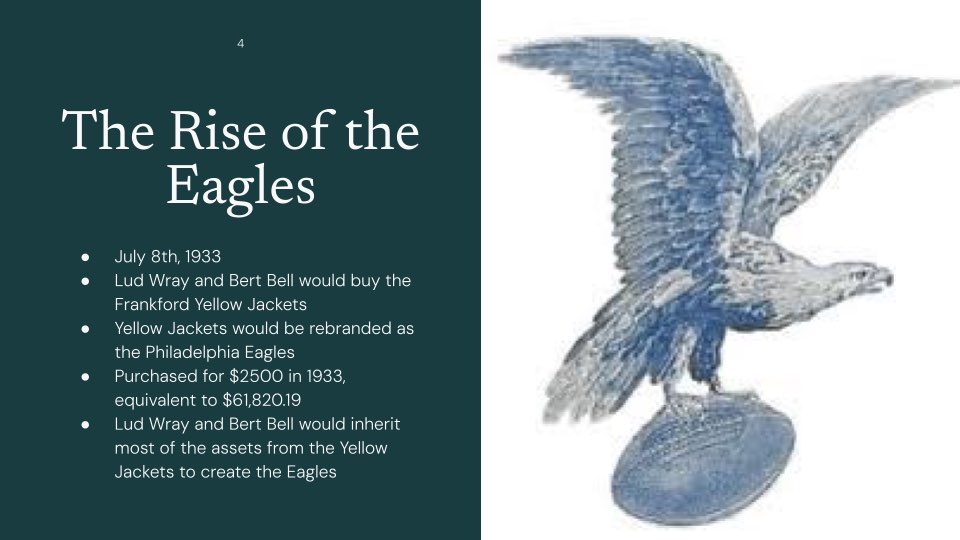 4
The Rise of the
Eagles
● July 8th, 1933
● Lud Wray and Bert Bell would buy the
Frankford Yellow Jackets
● Yellow Jackets would be rebranded as
the Philadelphia Eagles
● Purchased for $2500 in 1933,
equivalent to $61,820.19
● Lud Wray and Bert Bell would inherit
most of the assets from the Yellow
Jackets to create the Eagles